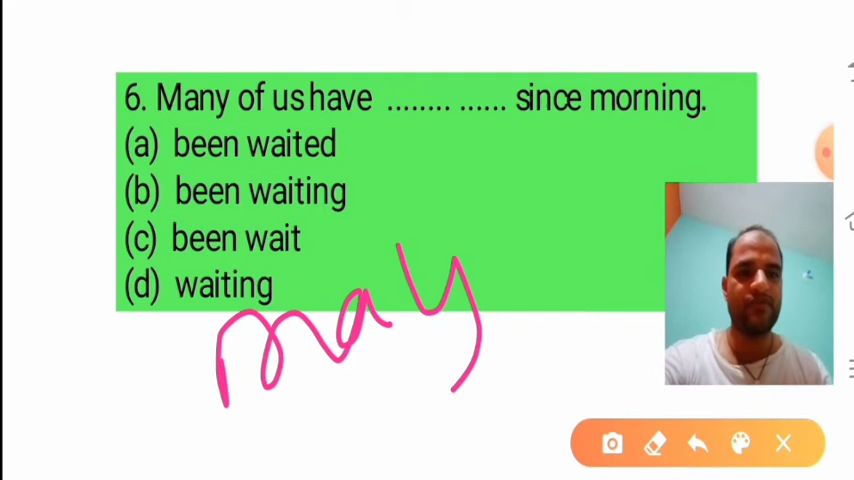 6. Many of us have ........ ...... since morning.
(a) been waited
(b) been waiting
(c) been wait
(d) waiting
may